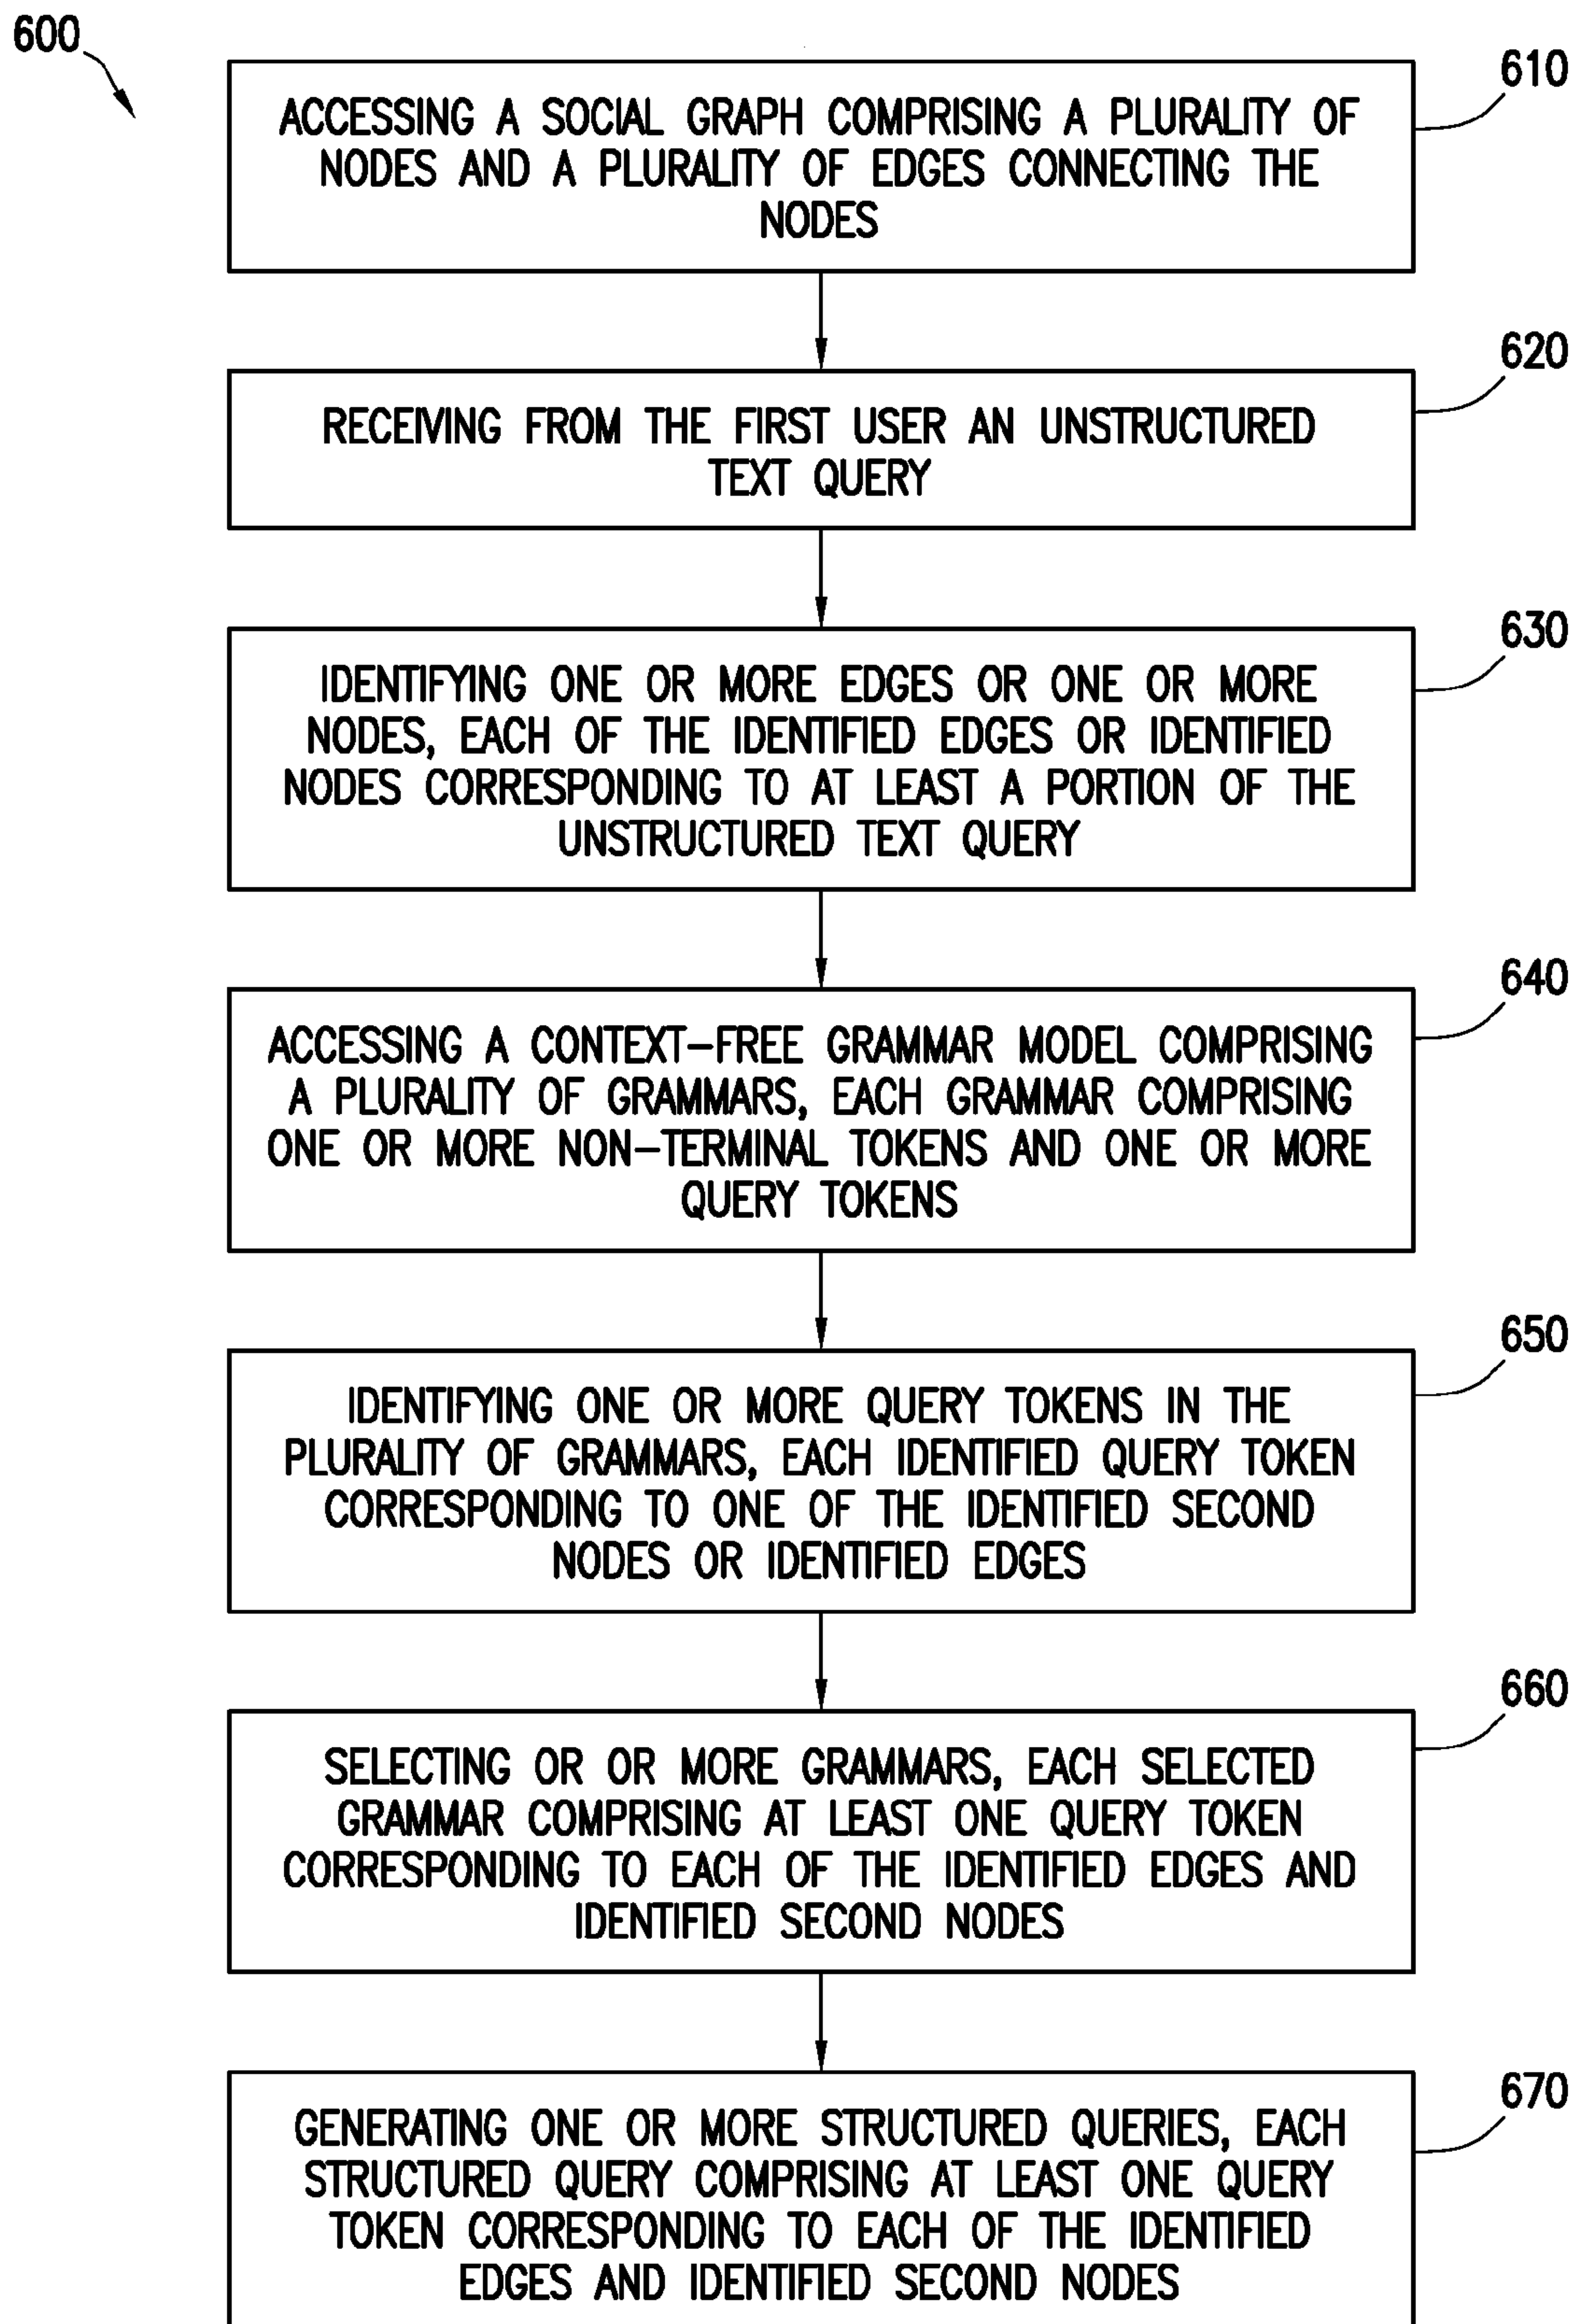 600
610
ACCESSING A SOCIAL GRAPH COMPRISING A PLURALITY OF
NODES AND A PLURALITY OF EDGES CONNECTING THE
NODES
620
RECEIVING FROM THE FIRST USER AN UNSTRUCTURED
TEXT QUERY
630
IDENTIFYING ONE OR MORE EDGES OR ONE OR MORE
NODES, EACH OF THE IDENTIFIED EDGES OR IDENTIFIED
NODES CORRESPONDING TO AT LEAST A PORTION OF THE
UNSTRUCTURED TEXT QUERY
640
ACCESSING A CONTEXT-FREE GRAMMAR MODEL COMPRISING
A PLURALITY OF GRAMMARS, EACH GRAMMAR COMPRISING
ONE OR MORE NON-TERMINAL TOKENS AND ONE OR MORE
QUERY TOKENS
650
IDENTIFYING ONE OR MORE QUERY TOKENS IN THE
PLURALITY OF GRAMMARS, EACH IDENTIFIED QUERY TOKEN
CORRESPONDING TO ONE OF THE IDENTIFIED SECOND
NODES OR IDENTIFIED EDGES
660
SELECTING OR OR MORE GRAMMARS, EACH SELECTED
GRAMMAR COMPRISING AT LEAST ONE QUERY TOKEN
CORRESPONDING TO EACH OF THE IDENTIFIED EDGES AND
IDENTIFIED SECOND NODES
670
GENERATING ONE OR MORE STRUCTURED QUERIES, EACH
STRUCTURED QUERY COMPRISING AT LEAST ONE QUERY
TOKEN CORRESPONDING TO EACH OF THE IDENTIFIED
EDGES AND IDENTIFIED SECOND NODES